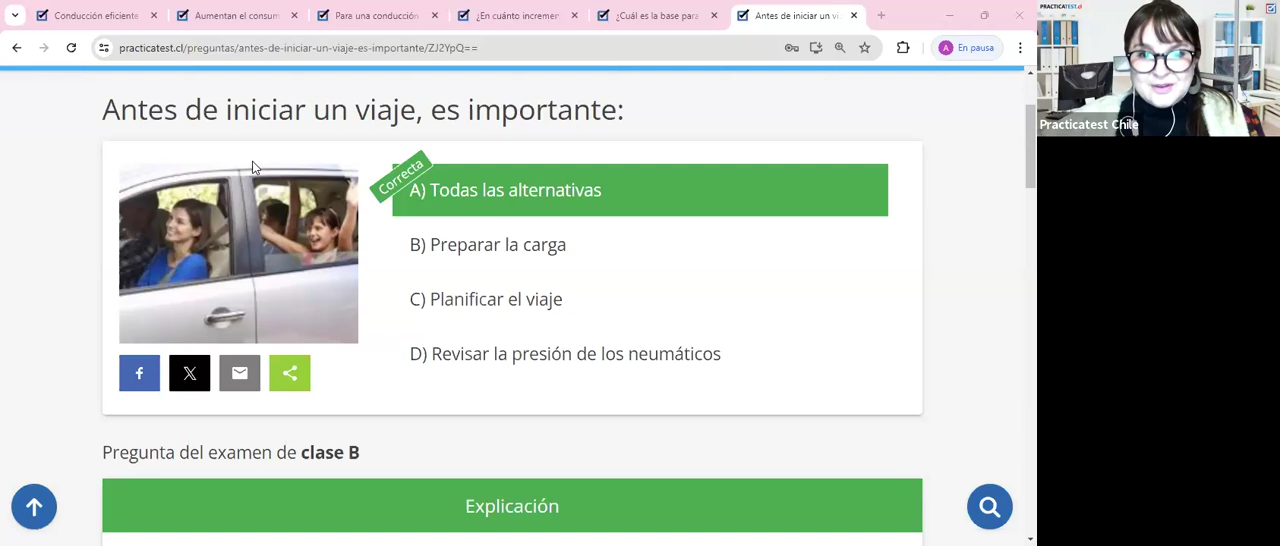 Conducción eficiente
Aumentan el consum
Para una conducción
¿En cuánto incremen
¿Cuál es la base para
Antes de iniciar un vi
practicatest.cl/preguntas/antes-de-iniciar-un-viaje-es-importante/ZJ2YpQ==
A
En pausa
PRACTICATEST.cl
Practicatest Chile
Antes de iniciar un viaje, es importante:
Correcta
A) Todas las alternativas
B) Preparar la carga
C) Planificar el viaje
D) Revisar la presión de los neumáticos
Pregunta del examen de clase B
Explicación